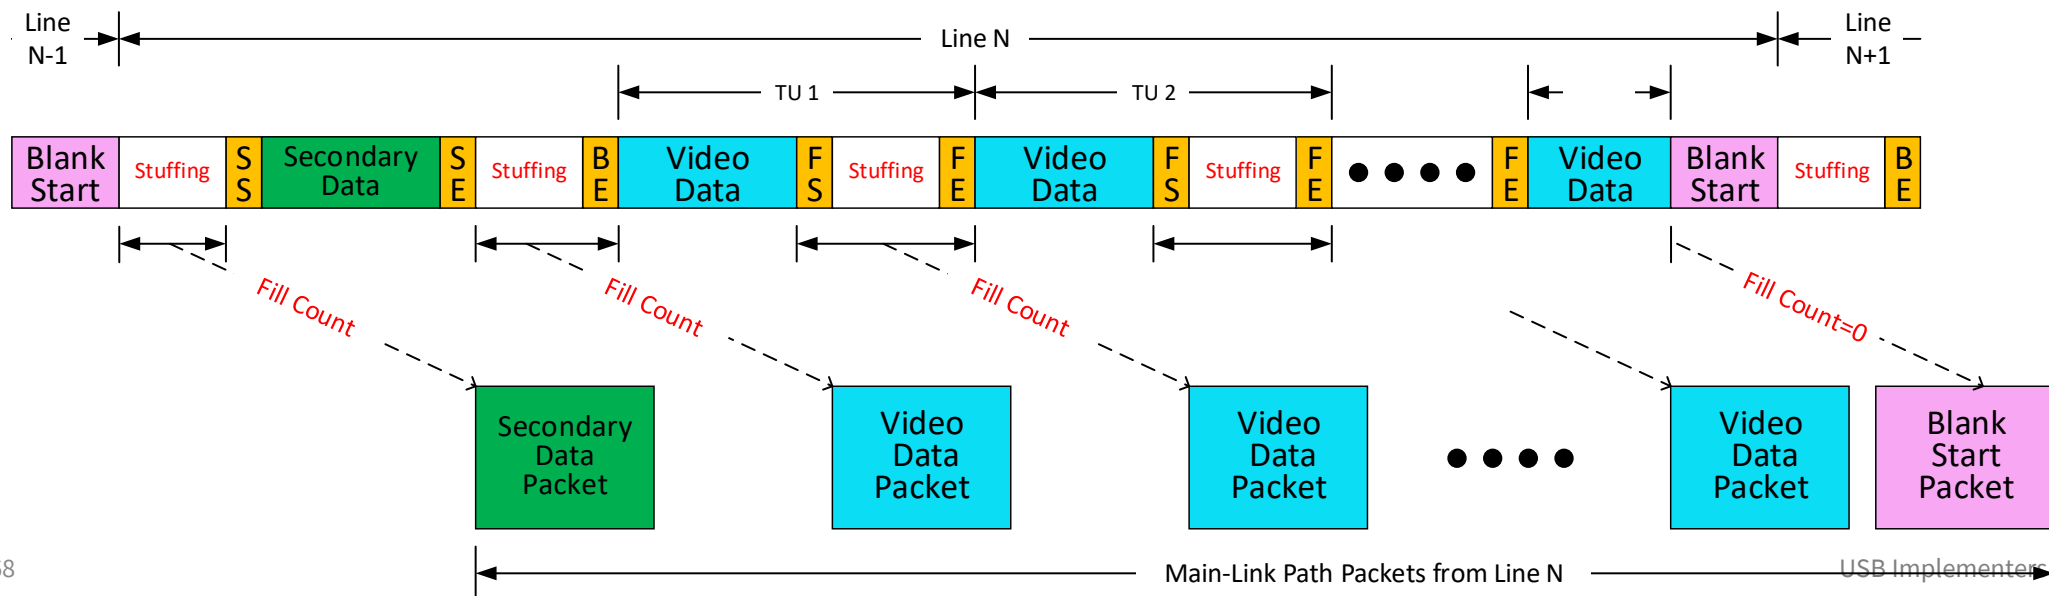 Line
N-1
Line N
Line
N+1
TU 1
TU 2
Blank
Start
Stuffing
S
S
Secondary
Data
S
E
Stuffing
B
E
Video
Data
F
S
Stuffing
F
E
Video
Data
F
S
Stuffing
F
E
F
E
Video
Data
Blank
Start
Stuffing
B
E
Fill Count
Fill Count
Fill Count
Fill Count=0
Secondary
Data
Packet
Video
Data
Packet
Video
Data
Packet
Video
Data
Packet
Blank
Start
Packet
Main-Link Path Packets from Line N
USB Implementers